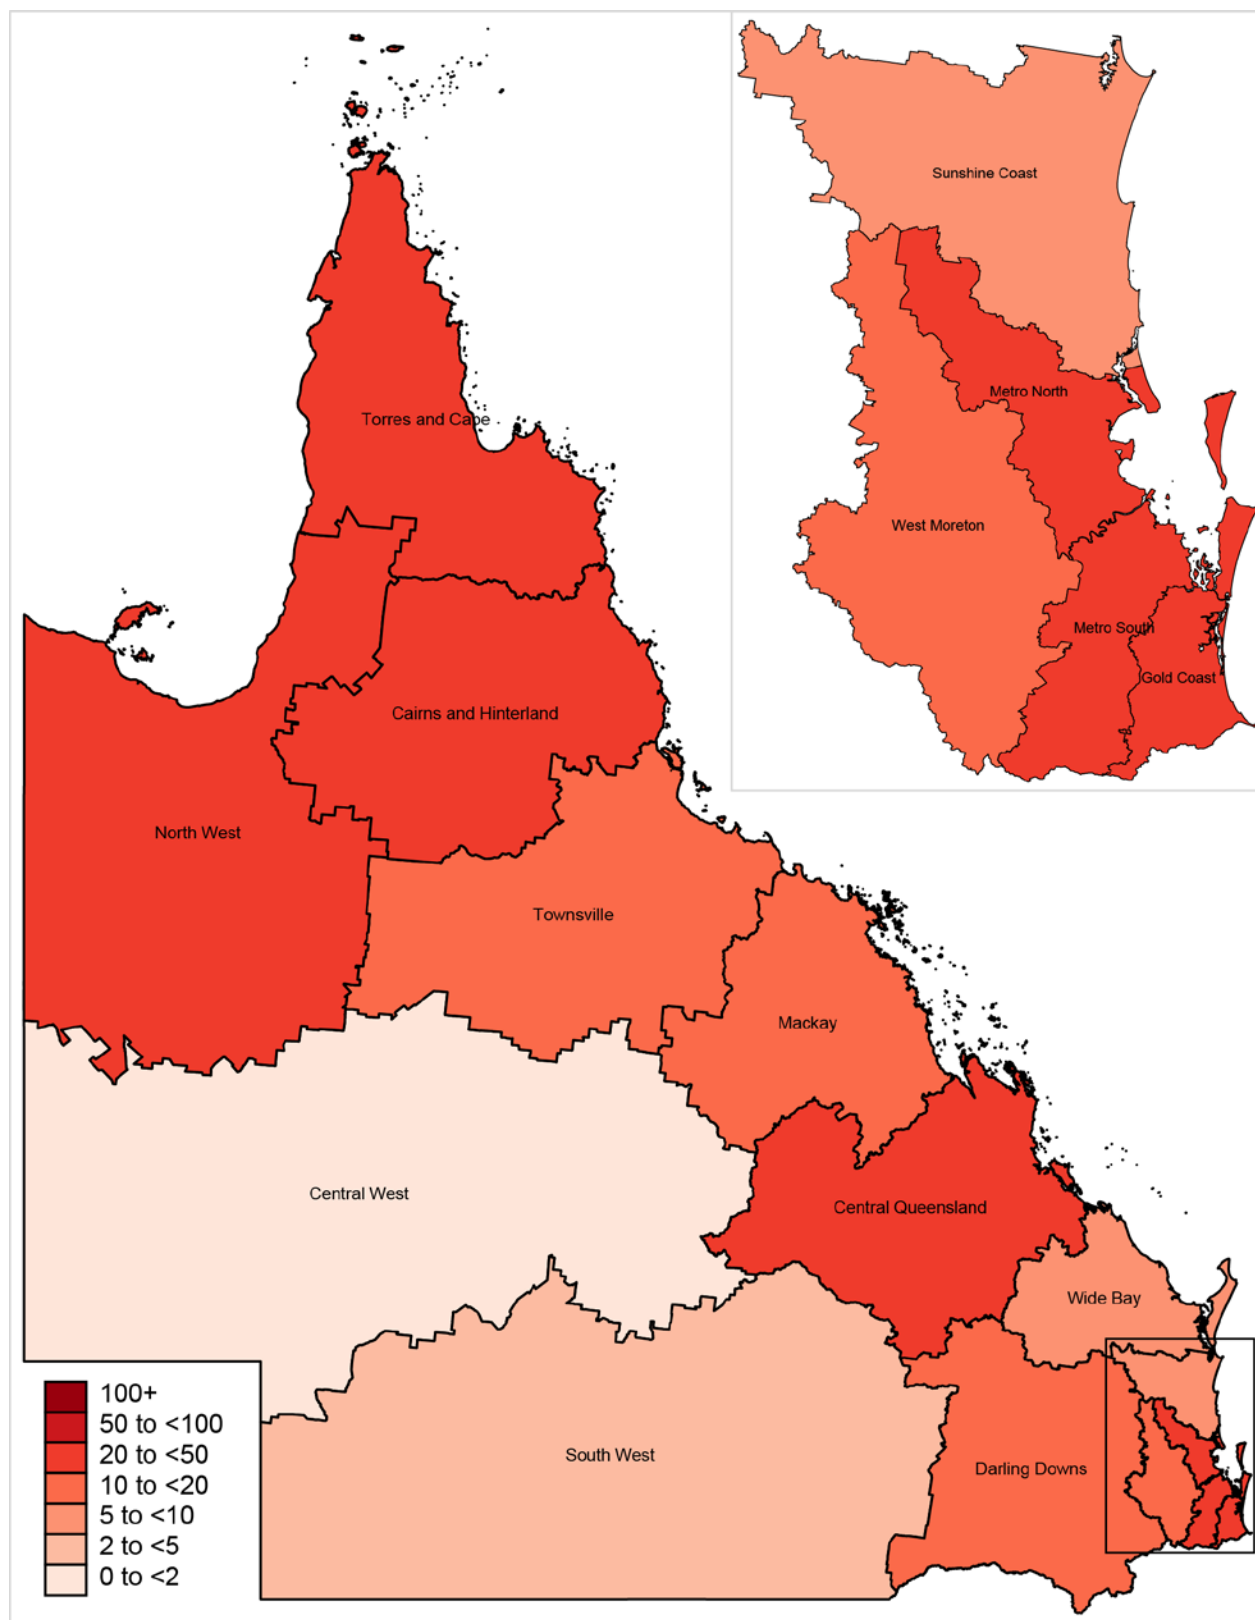 Sunshine Coast
Metro North
Torres and Cape
West Moreton
Metro South
Gold Coast
Cairns and Hinterland
North West
Townsville
Mackay
Central West
Central Queensland
Wide Bay
South West
Darling Downs
100+
50 to <100
20 to <50
10 to <20
5 to <10
2 to <5
0 to <2